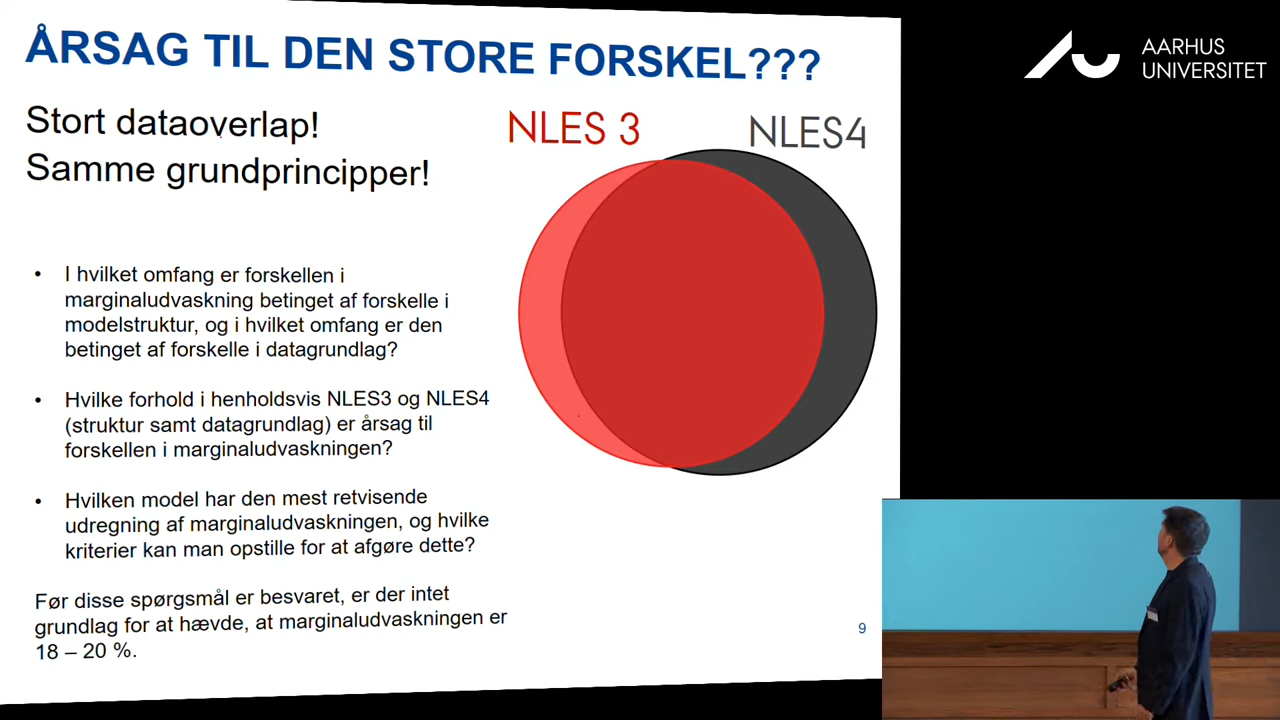 ÅRSAG TIL DEN STORE FORSKEL???
AARHUS
UNIVERSITET
Stort dataoverlap!
Samme grundprincipper!
NLES 3
NLES4
• I hvilket omfang er forskellen i
marginaludvaskning betinget af forskelle i
modelstruktur, og i hvilket omfang er den
betinget af forskelle i datagrundlag?
• Hvilke forhold i henholdsvis NLES3 og NLES4
(struktur samt datagrundlag) er årsag til
forskellen i marginaludvaskningen?
• Hvilken model har den mest retvisende
udregning af marginaludvaskningen, og hvilke
kriterier kan man opstille for at afgøre dette?
Før disse spørgsmål er besvaret, er der intet
grundlag for at hævde, at marginaludvaskningen er
18 – 20 %.
9